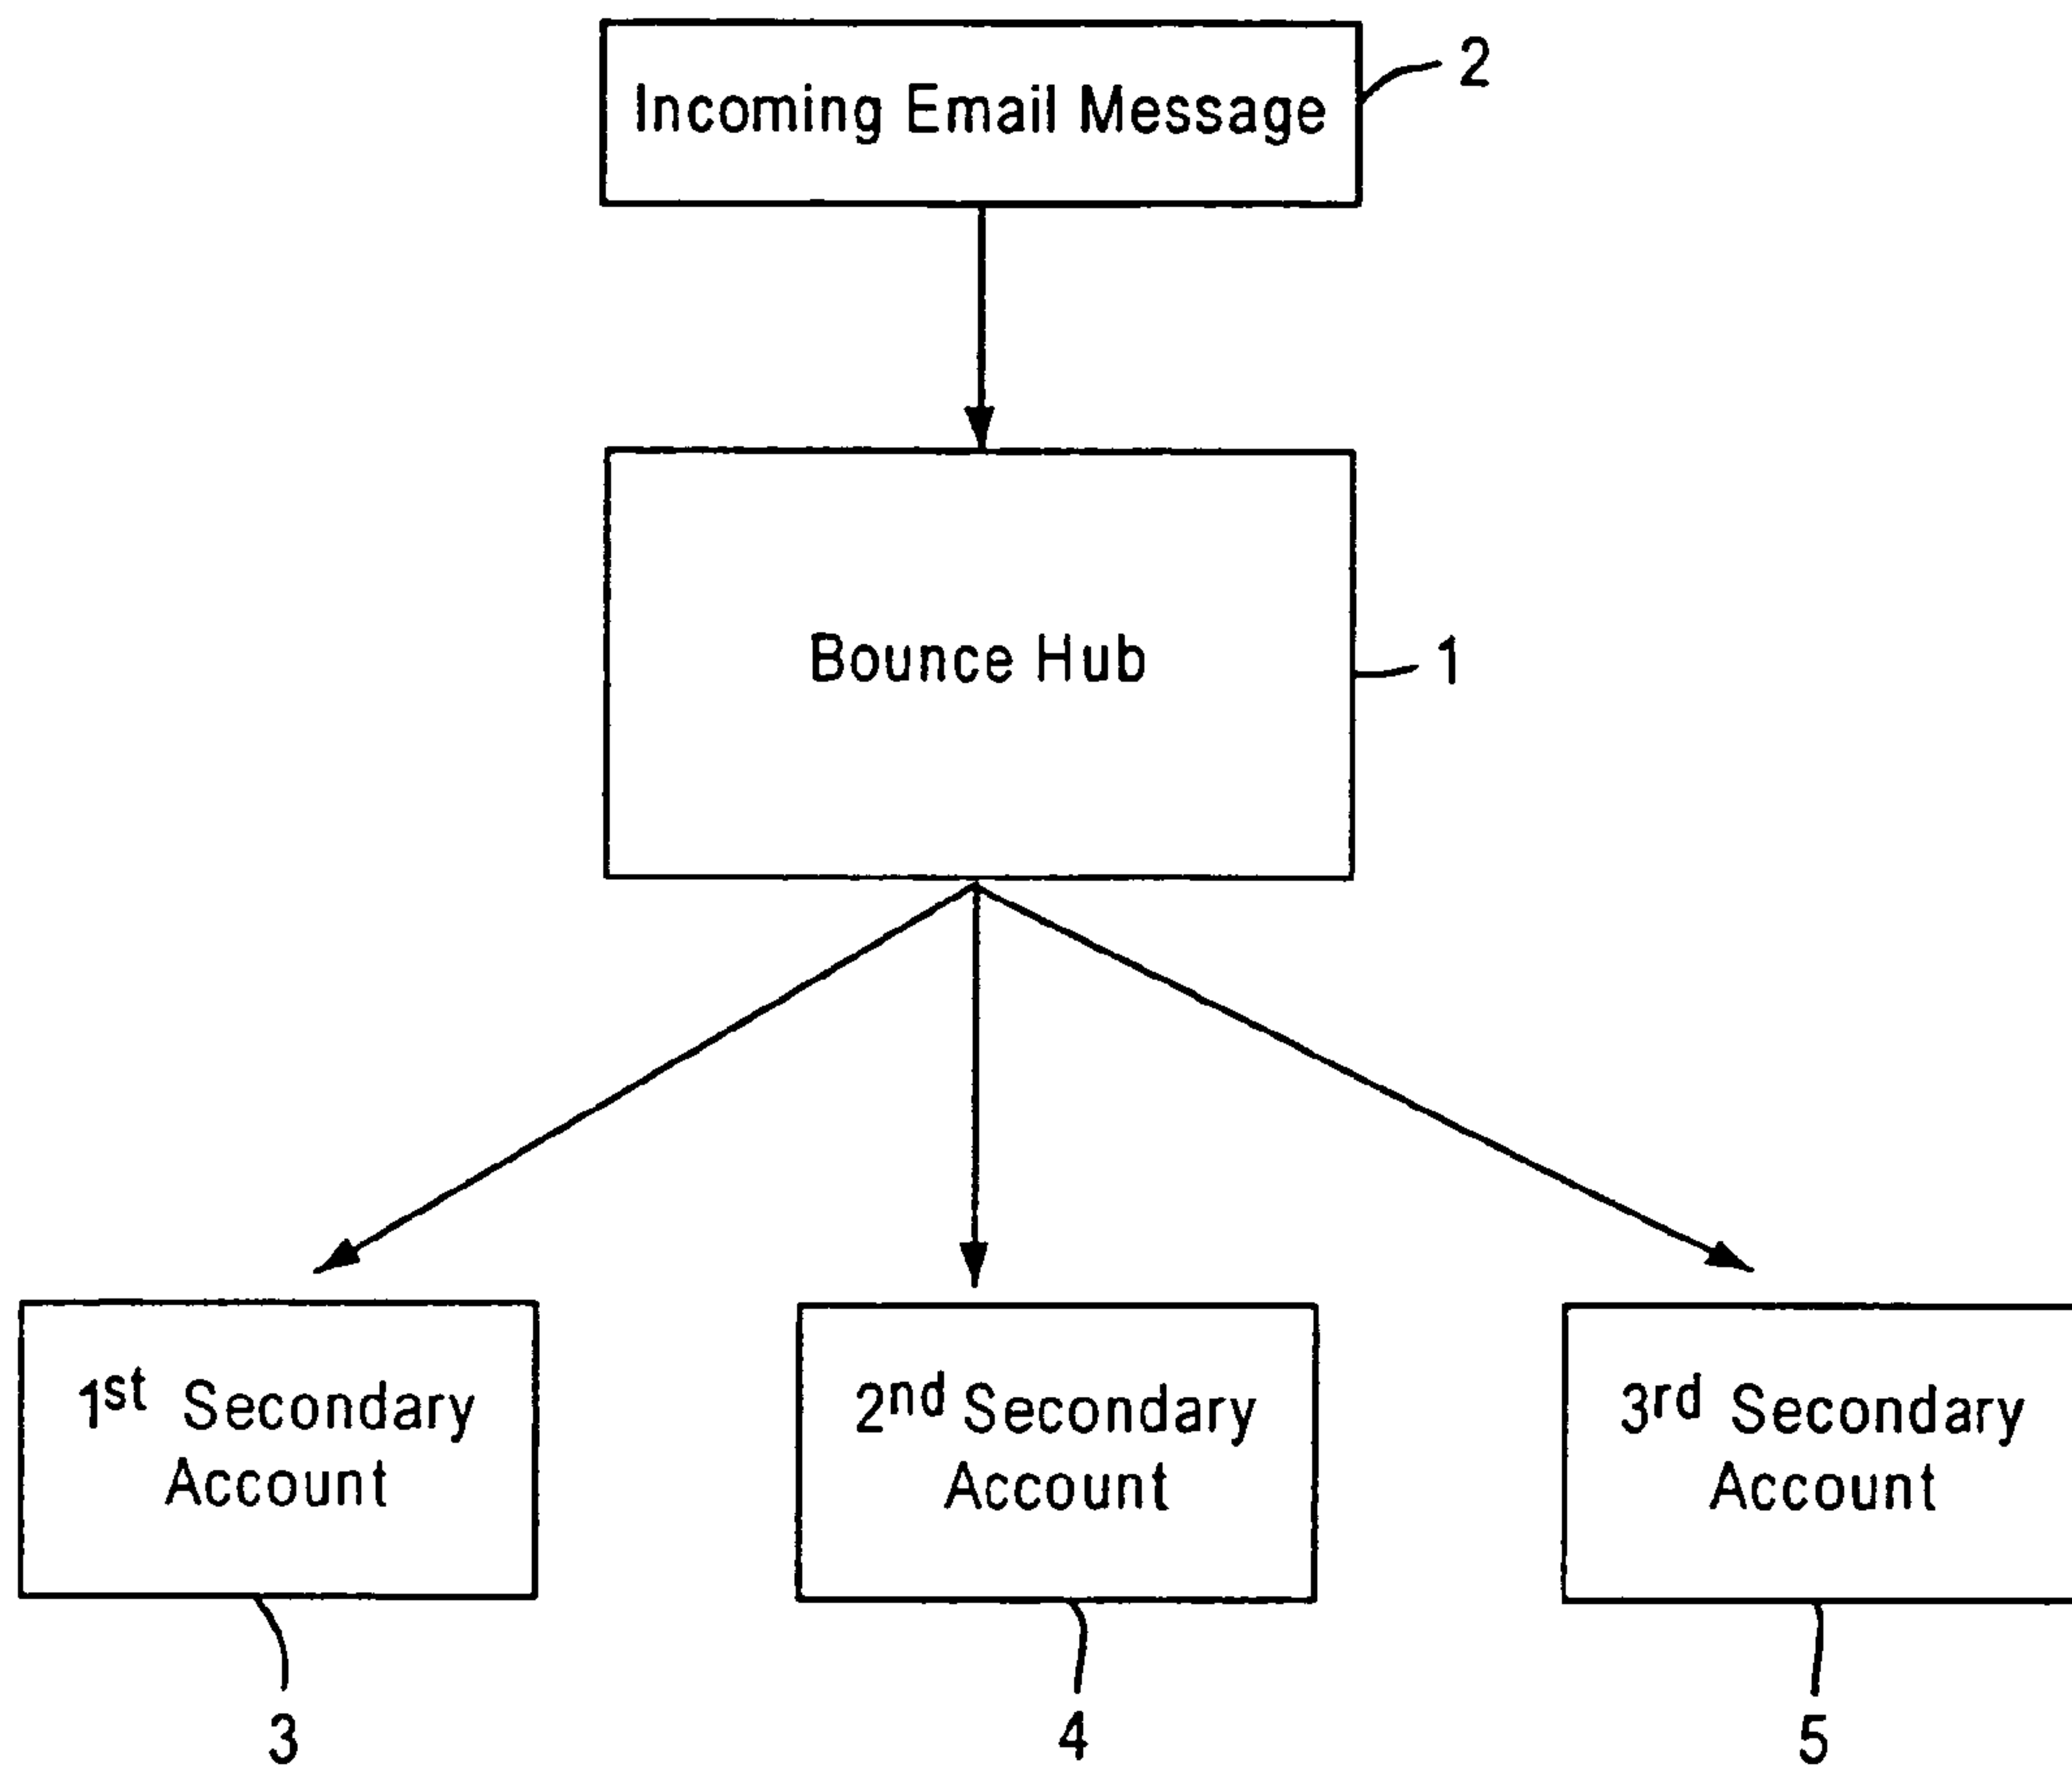 Incoming Email Message
2
Bounce Hub
1
1st Secondary
Account
2nd Secondary
Account
3rd Secondary
Account
3
4
5